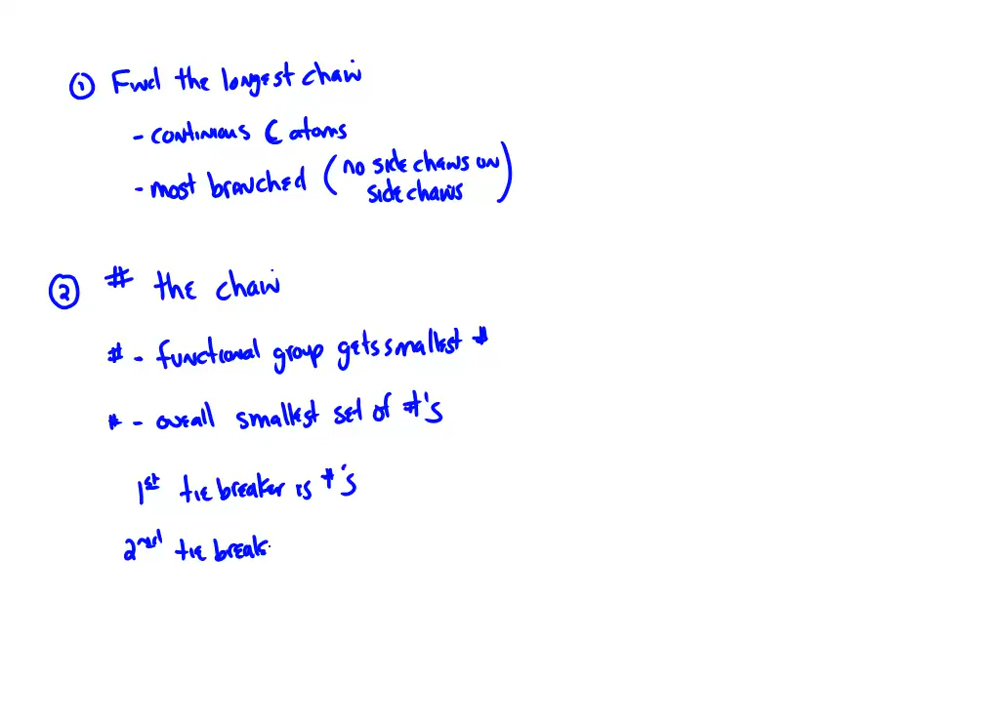 ① Find the longest chain
- continuous C atoms
- most branched (no side chains on
side chains)
② # the chain
# - functional group gets smallest #
* - overall smallest set of #'s
1st tie breaker is #'s
2nd tie break